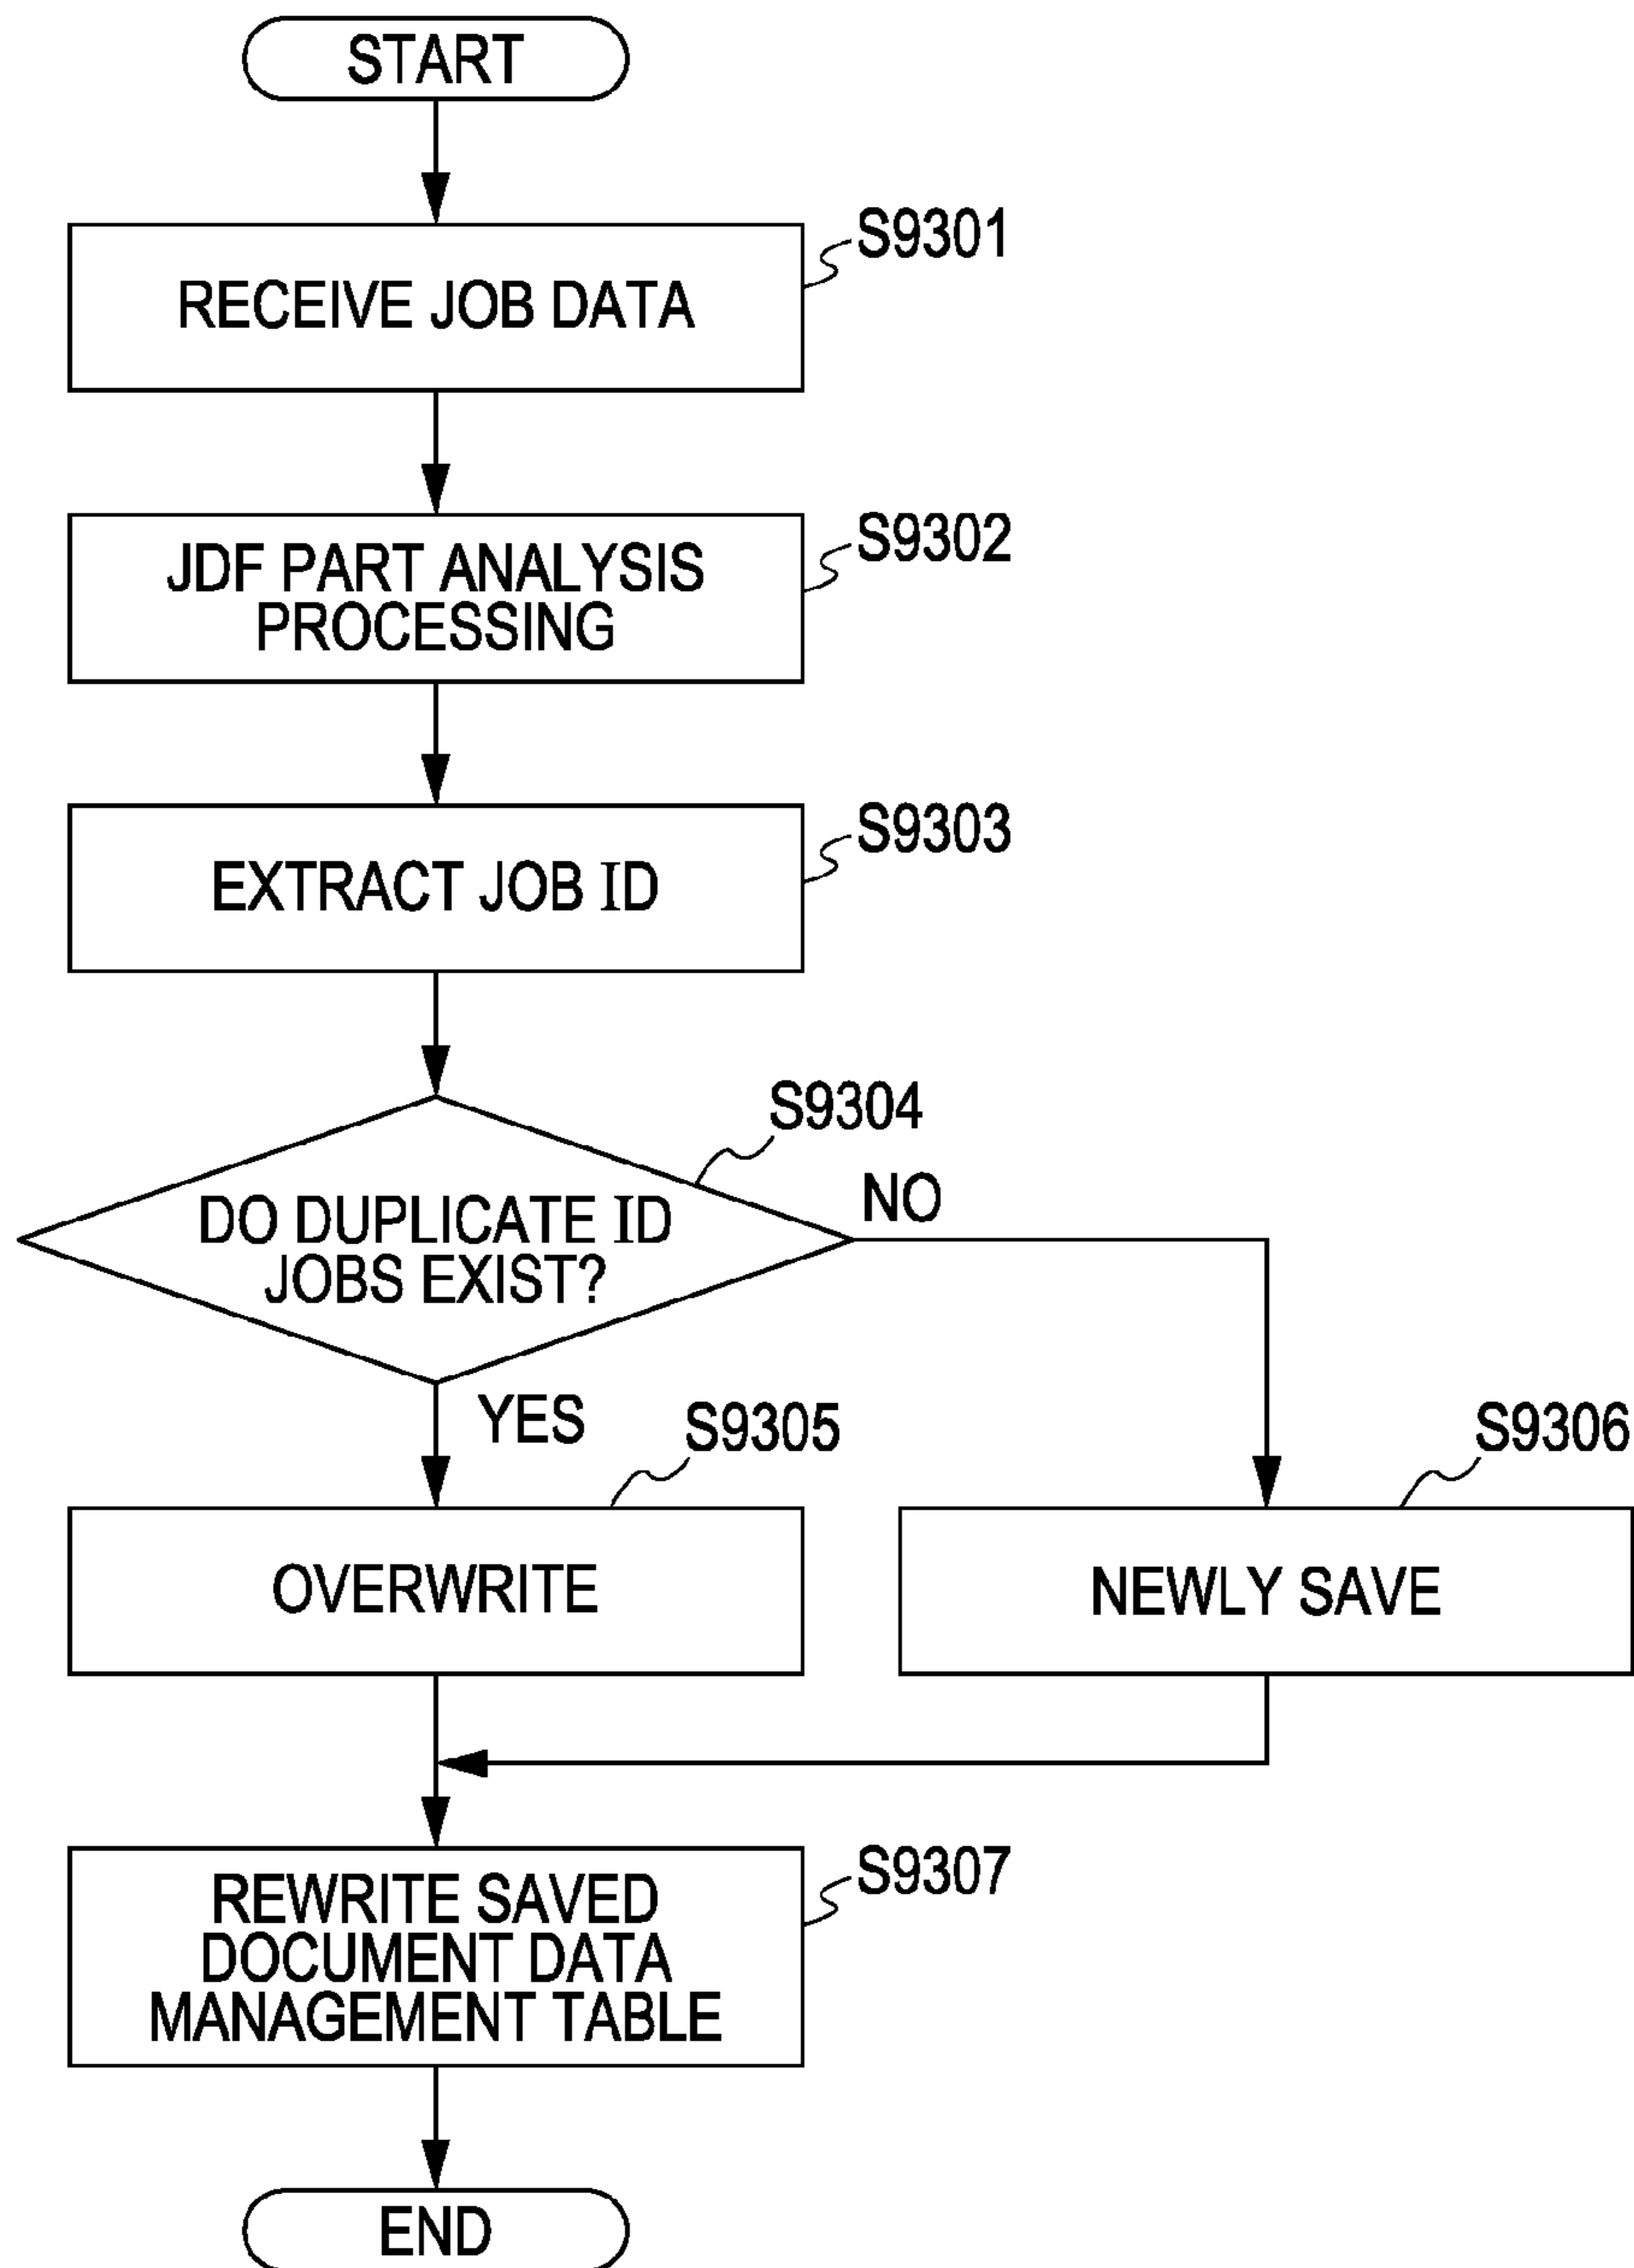 START
S9301
RECEIVE JOB DATA
S9302
JDF PART ANALYSIS
PROCESSING
S9303
EXTRACT JOB ID
S9304
NO
DO DUPLICATE ID
JOBS EXIST?
YES
S9305
S9306
OVERWRITE
NEWLY SAVE
S9307
REWRITE SAVED
DOCUMENT DATA
MANAGEMENT TABLE
END